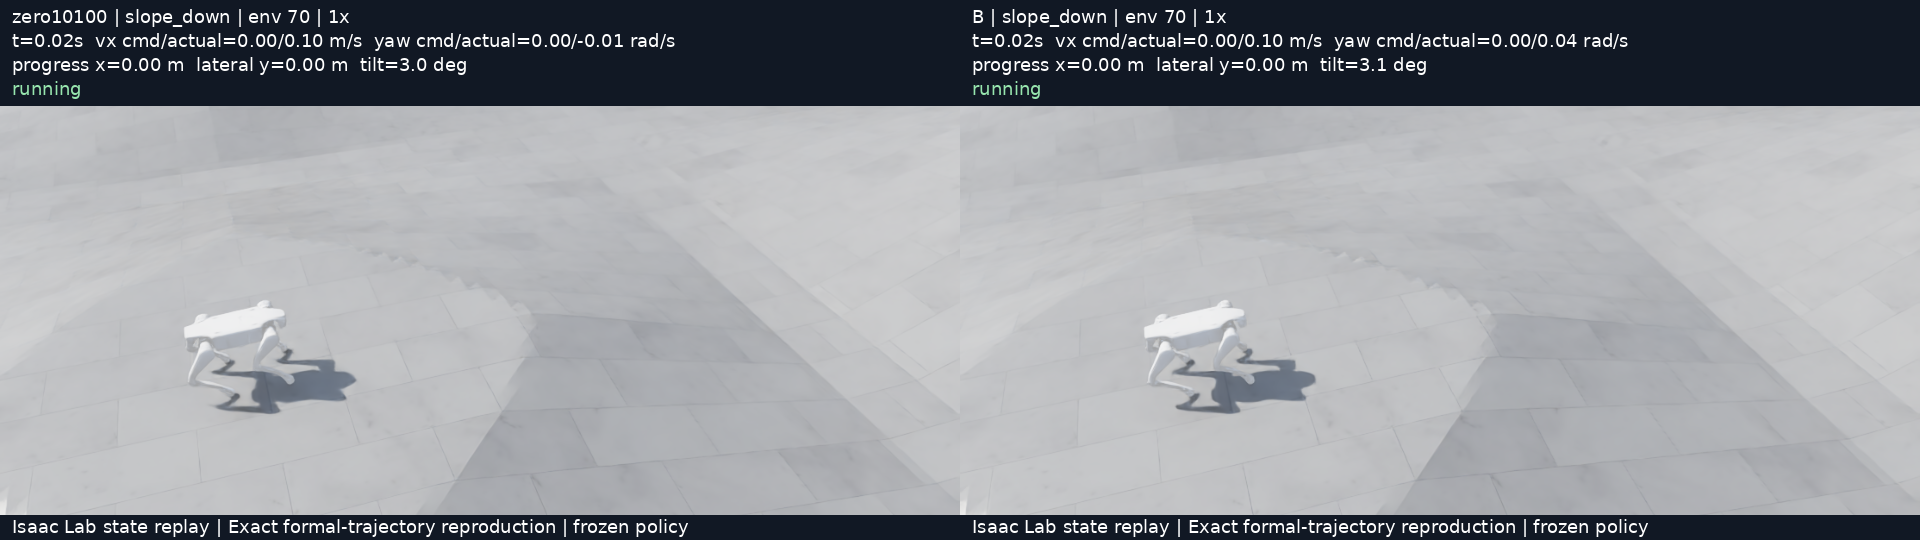 zero10100 | slope_down | env 70 | 1x
t=0.02s  vx cmd/actual=0.00/0.10 m/s  yaw cmd/actual=0.00/-0.01 rad/s
progress x=0.00 m  lateral y=0.00 m  tilt=3.0 deg
running
Isaac Lab state replay | Exact formal-trajectory reproduction | frozen policy
B | slope_down | env 70 | 1x
t=0.02s  vx cmd/actual=0.00/0.10 m/s  yaw cmd/actual=0.00/0.04 rad/s
progress x=0.00 m  lateral y=0.00 m  tilt=3.1 deg
running
Isaac Lab state replay | Exact formal-trajectory reproduction | frozen policy